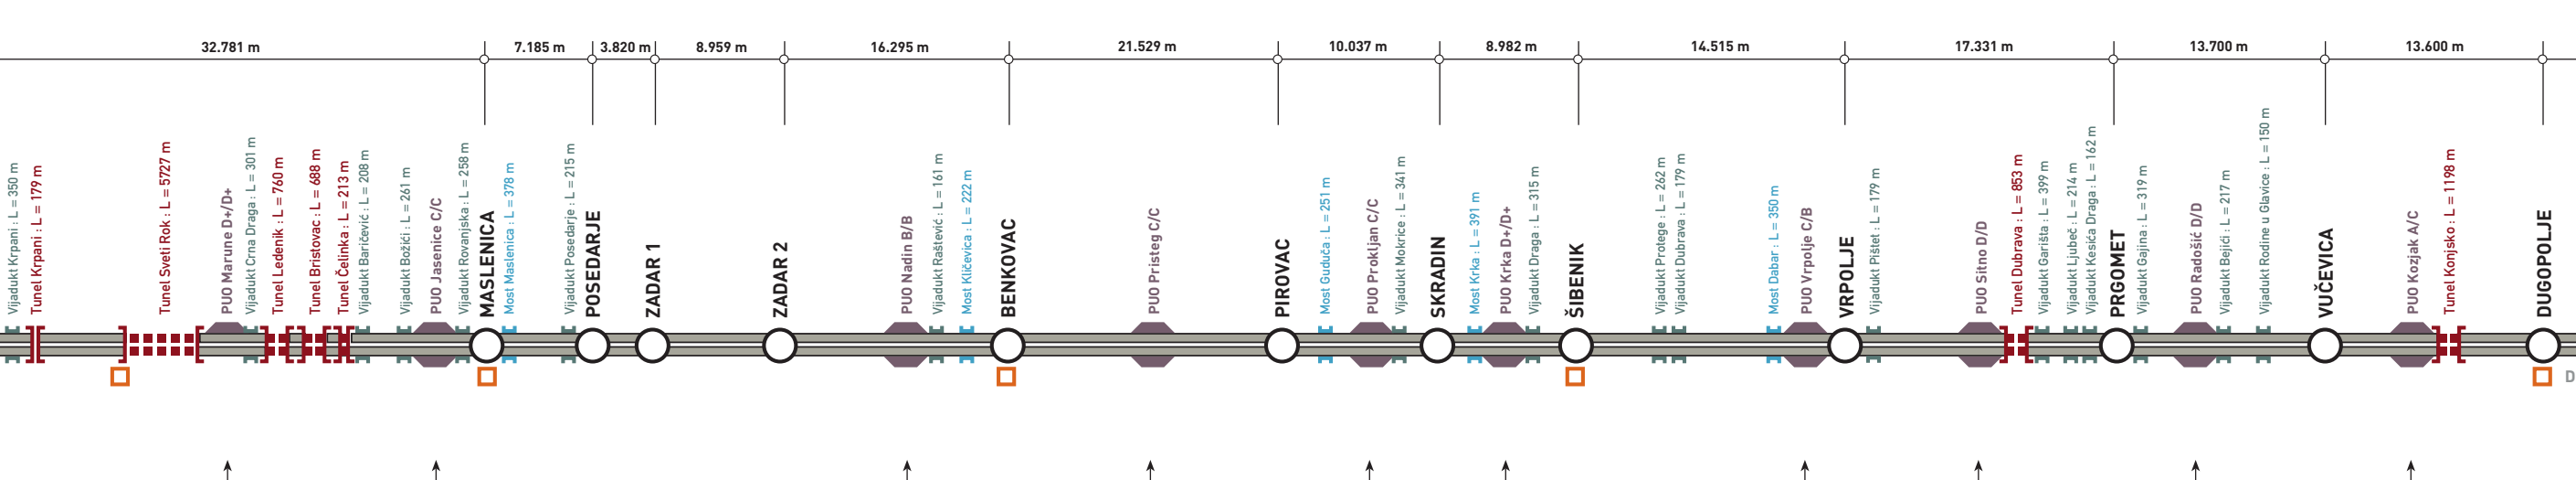 32.781 m
7.185 m
3.820 m
8.959 m
16.295 m
21.529 m
10.037 m
8.982 m
14.515 m
17.331 m
13.700 m
13.600 m
Vijadukt Krpani : L = 350 m
Tunel Krpani : L = 179 m
Tunel Sveti Rok : L = 5727 m
PUO Marune D+/D+
Vijadukt Crna Draga : L = 301 m
Tunel Ledenik : L = 760 m
Tunel Bristovac : L = 688 m
Tunel Čelinka : L = 213 m
Vijadukt Baričević : L = 208 m
Vijadukt Božići : L = 261 m
PUO Jasenice C/C
Vijadukt Rovanjska : L = 258 m
MASLENICA
Most Maslenica : L = 378 m
Vijadukt Posedarje : L = 215 m
POSEDARJE
ZADAR 1
ZADAR 2
PUO Nadin B/B
Vijadukt Raštević : L = 161 m
Most Kličevica : L = 222 m
BENKOVAC
PUO Pristeg C/C
PIROVAC
Most Guduča : L = 251 m
PUO Prokljan C/C
Vijadukt Mokrice : L = 341 m
SKRADIN
Most Krka : L = 391 m
PUO Krka D+/D+
Vijadukt Draga : L = 315 m
ŠIBENIK
Vijadukt Protege : L = 262 m
Vijadukt Dubrava : L = 179 m
Most Dabar : L = 350 m
PUO Vrpolje C/B
VRPOLJE
Vijadukt Pištet : L = 179 m
PUO Sitno D/D
Tunel Dubrava : L = 853 m
Vijadukt Garišta : L = 399 m
Vijadukt Ljubeć : L = 214 m
Vijadukt Kesića Draga : L = 162 m
PRGOMET
Vijadukt Gajina : L = 319 m
PUO Radošić D/D
Vijadukt Bejići : L = 217 m
Vijadukt Rodine u Glavice : L = 150 m
VUČEVICA
PUO Kozjak A/C
Tunel Konjsko : L = 1198 m
DUGOPOLJE
D